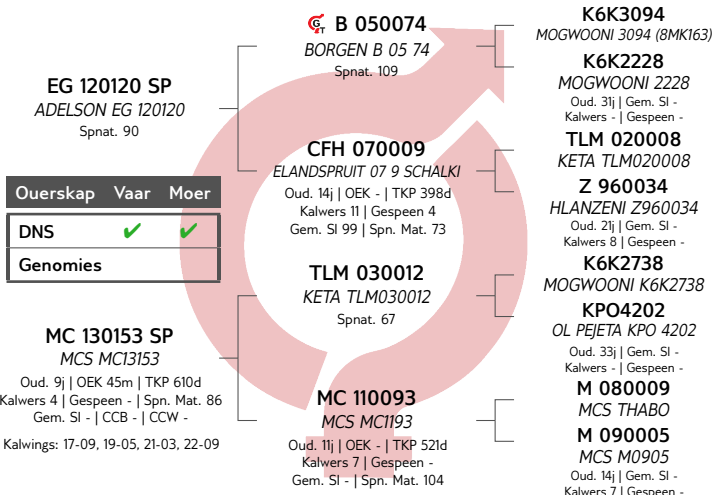 EG 120120 SP
ADELSON EG 120120
Spnat. 90
Ouerskap Vaar Moer
DNS ✔ ✔
Genomies
MC 130153 SP
MCS MC13153
Oud. 9j | OEK 45m | TKP 610d
Kalwers 4 | Gespeen - | Spn. Mat. 86
Gem. SI - | CCB - | CCW -
Kalwings: 17-09, 19-05, 21-03, 22-09
GT B 050074
BORGEN B 05 74
Spnat. 109
CFH 070009
ELANDSPRUIT 07 9 SCHALKI
Oud. 14j | OEK - | TKP 398d
Kalwers 11 | Gespeen 4
Gem. SI 99 | Spn. Mat. 73
TLM 030012
KETA TLM030012
Spnat. 67
MC 110093
MCS MC1193
Oud. 11j | OEK - | TKP 521d
Kalwers 7 | Gespeen -
Gem. SI - | Spn. Mat. 104
K6K3094
MOGWOONI 3094 (8MK163)
K6K2228
MOGWOONI 2228
Oud. 31j | Gem. SI -
Kalwers - | Gespeen -
TLM 020008
KETA TLM020008
Z 960034
HLANZENI Z960034
Oud. 21j | Gem. SI -
Kalwers 8 | Gespeen -
K6K2738
MOGWOONI K6K2738
KPO4202
OL PEJETA KPO 4202
Oud. 33j | Gem. SI -
Kalwers - | Gespeen -
M 080009
MCS THABO
M 090005
MCS M0905
Oud. 14j | Gem. SI -
Kalwers 7 | Gespeen -